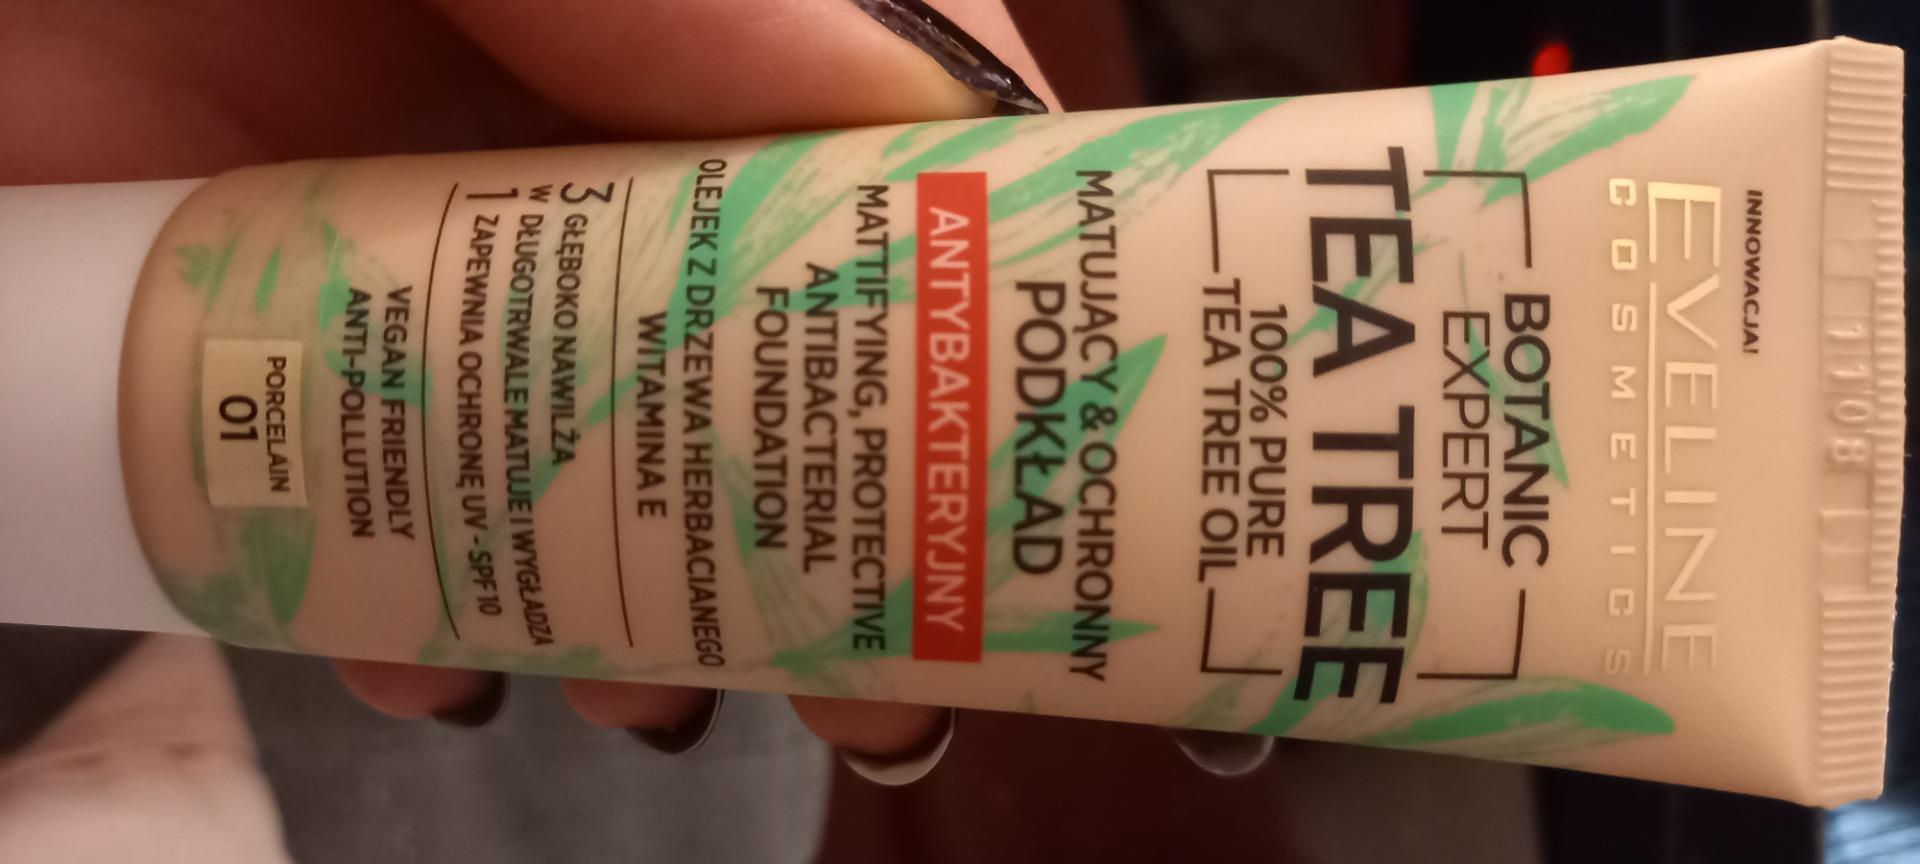 1108
INNOWACJA!
EVELINE
COSMETICS
BOTANIC
EXPERT
TEA TREE
100% PURE
TEA TREE OIL
MATUJĄCY & OCHRONNY
PODKŁAD
ANTYBAKTERYJNY
MATTIFYING, PROTECTIVE
ANTIBACTERIAL
FOUNDATION
OLEJEK Z DRZEWA HERBACIANEGO
WITAMINA E
3 GŁĘBOKO NAWILŻA
W DŁUGOTRWALE MATUJE I WYGŁADZA
1 ZAPEWNIA OCHRONĘ UV - SPF 10
VEGAN FRIENDLY
ANTI-POLLUTION
PORCELAIN
01